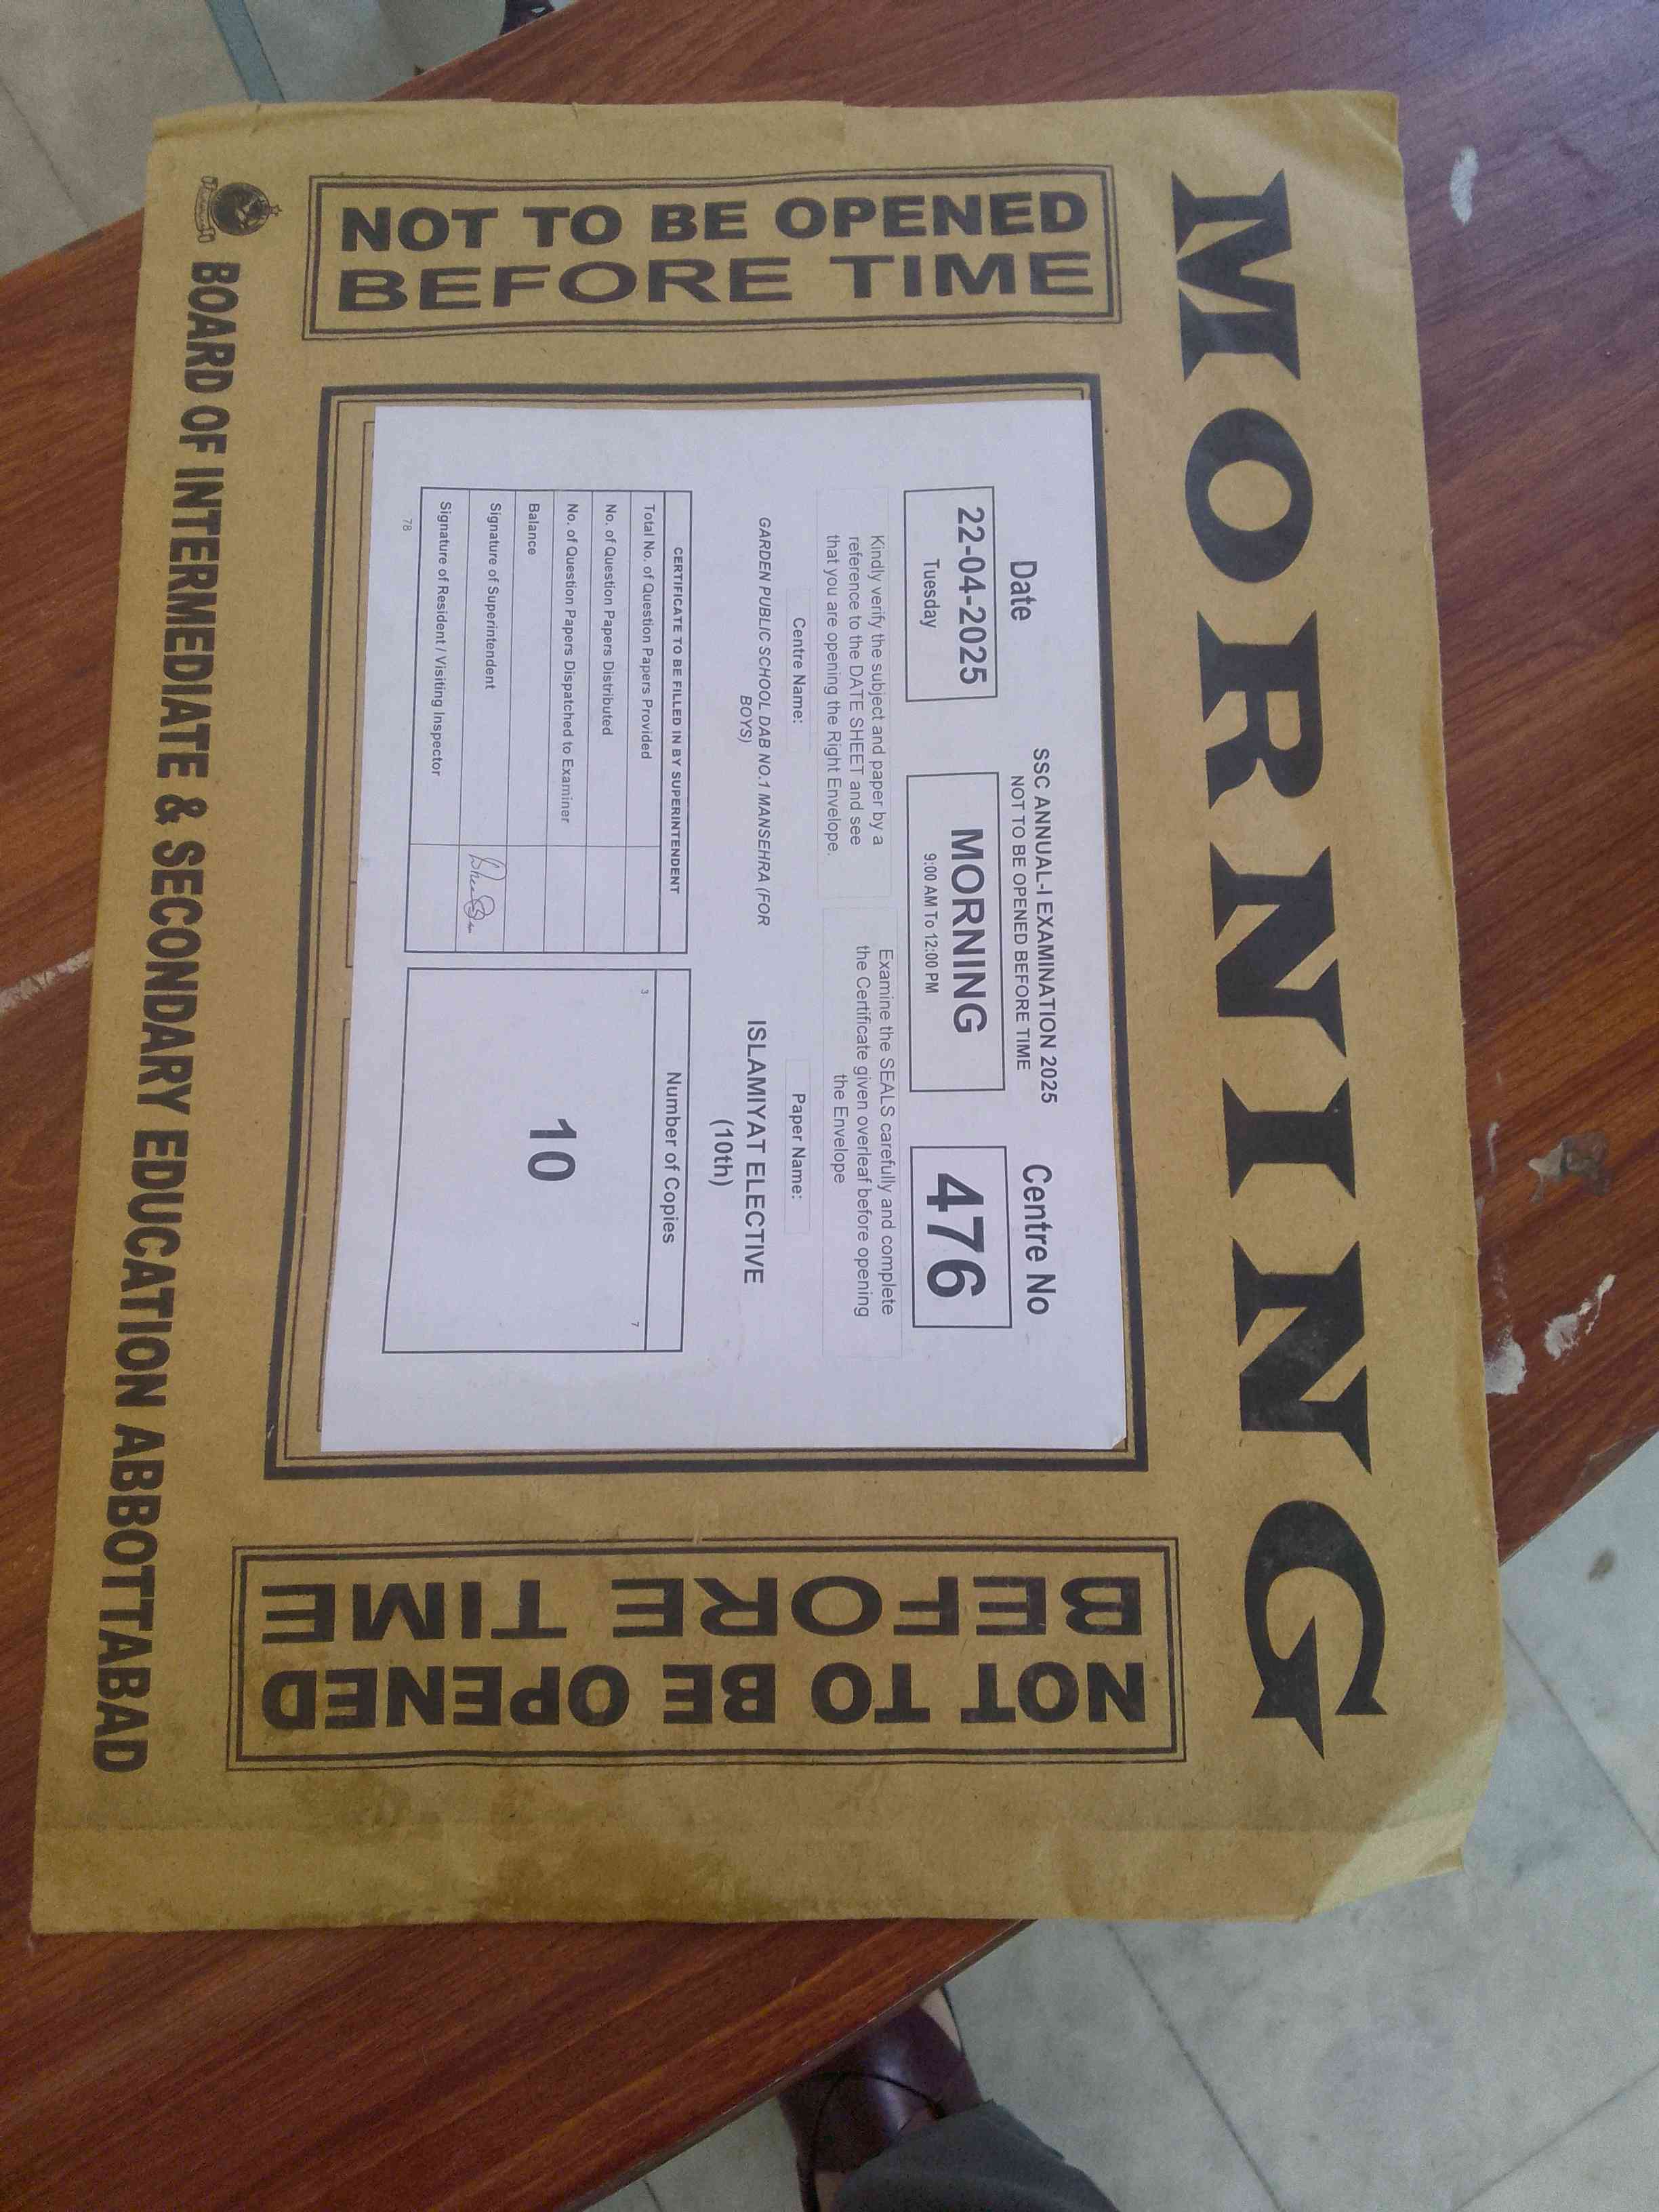 MORNING
NOT TO BE OPENED
BEFORE TIME
SSC ANNUAL-I EXAMINATION 2025
NOT TO BE OPENED BEFORE TIME
Date
22-04-2025
Tuesday
MORNING
9:00 AM To 12:00 PM
Centre No
476
Kindly verify the subject and paper by a
reference to the DATE SHEET and see
that you are opening the Right Envelope.
Examine the SEALS carefully and complete
the Certificate given overleaf before opening
the Envelope
Centre Name:
GARDEN PUBLIC SCHOOL DAB NO.1 MANSEHRA (FOR
BOYS)
Paper Name:
ISLAMIYAT ELECTIVE
(10th)
CERTIFICATE TO BE FILLED IN BY SUPERINTENDENT
Total No. of Question Papers Provided
No. of Question Papers Distributed
No. of Question Papers Dispatched to Examiner
Balance
Signature of Superintendent
Signature of Resident / Visiting Inspector
78
Number of Copies
3
7
10
NOT TO BE OPENED
BEFORE TIME
BOARD OF INTERMEDIATE & SECONDARY EDUCATION ABBOTTABAD